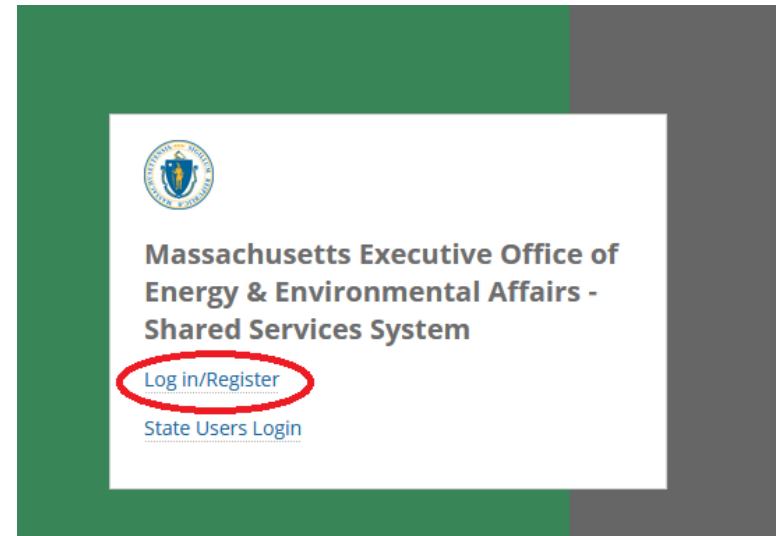 Massachusetts Executive Office of
Energy & Environmental Affairs -
Shared Services System
Log in/Register
State Users Login